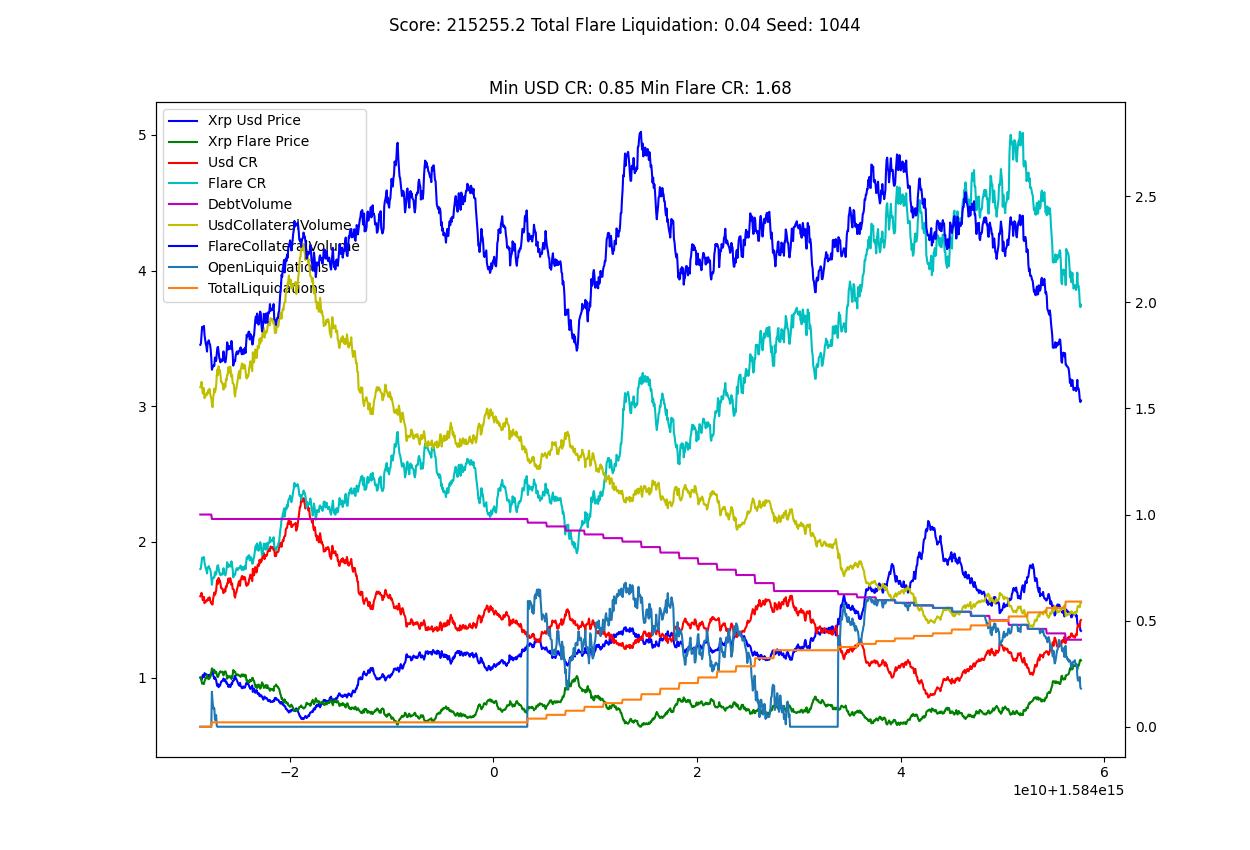 Score: 215255.2 Total Flare Liquidation: 0.04 Seed: 1044
Min USD CR: 0.85 Min Flare CR: 1.68
Xrp Usd Price
Xrp Flare Price
Usd CR
Flare CR
DebtVolume
UsdCollateralVolume
FlareCollateralVolume
OpenLiquidations
TotalLiquidations
5
4
3
2
1
2.5
2.0
1.5
1.0
0.5
0.0
−2 0 2 4 6
1e10+1.584e15